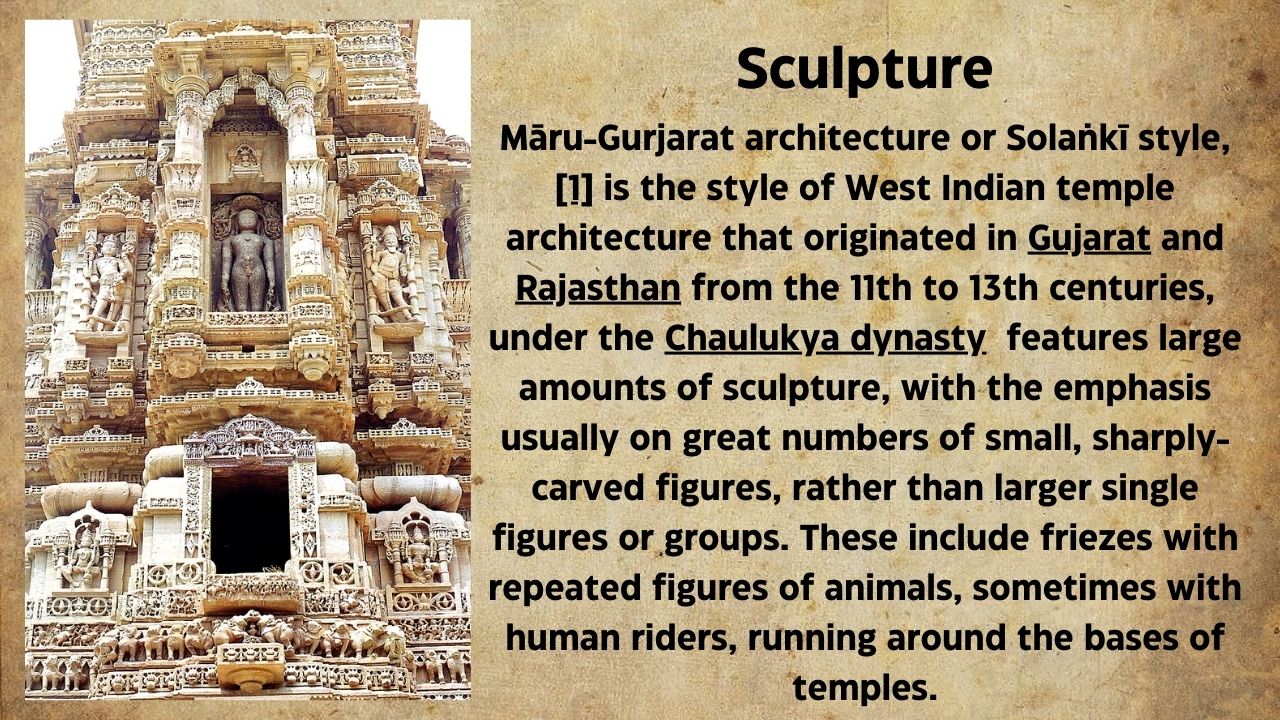 Sculpture
Māru-Gurjarat architecture or Solaṅkī style,
[1] is the style of West Indian temple
architecture that originated in Gujarat and
Rajasthan from the 11th to 13th centuries,
under the Chaulukya dynasty  features large
amounts of sculpture, with the emphasis
usually on great numbers of small, sharply-
carved figures, rather than larger single
figures or groups. These include friezes with
repeated figures of animals, sometimes with
human riders, running around the bases of
temples.